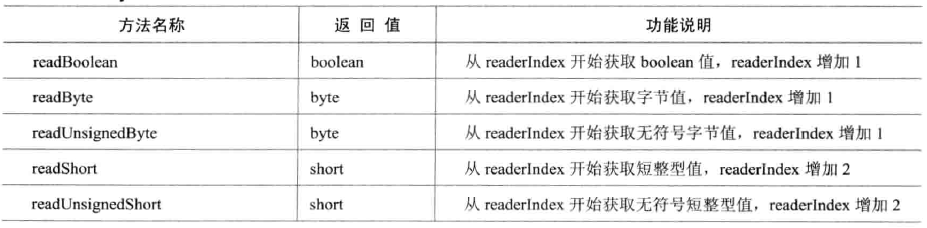 方法名称 返 回 值 功能说明
readBoolean boolean 从 readerIndex 开始获取 boolean 值，readerIndex 增加 1
readByte byte 从 readerIndex 开始获取字节值，readerIndex 增加 1
readUnsignedByte byte 从 readerIndex 开始获取无符号字节值，readerIndex 增加 1
readShort short 从 readerIndex 开始获取短整型值，readerIndex 增加 2
readUnsignedShort short 从 readerIndex 开始获取无符号短整型值，readerIndex 增加 2